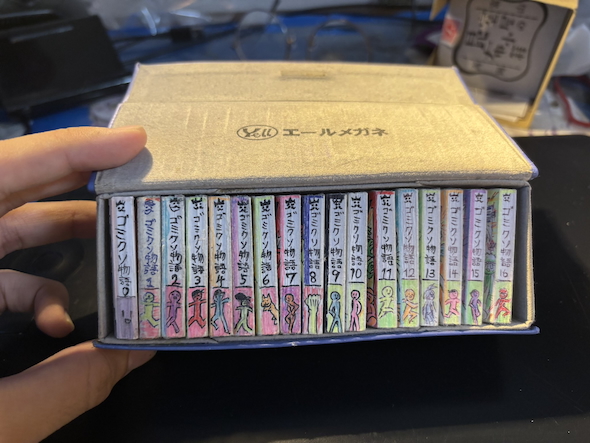 エールメガネ
ゴミクソ物語 0
ゴミクソ物語 1
ゴミクソ物語 2
ゴミクソ物語 3
ゴミクソ物語 4
ゴミクソ物語 5
ゴミクソ物語 6
ゴミクソ物語 7
ゴミクソ物語 8
ゴミクソ物語 9
ゴミクソ物語 10
ゴミクソ物語 11
ゴミクソ物語 12
ゴミクソ物語 13
ゴミクソ物語 14
ゴミクソ物語 15
ゴミクソ物語 16